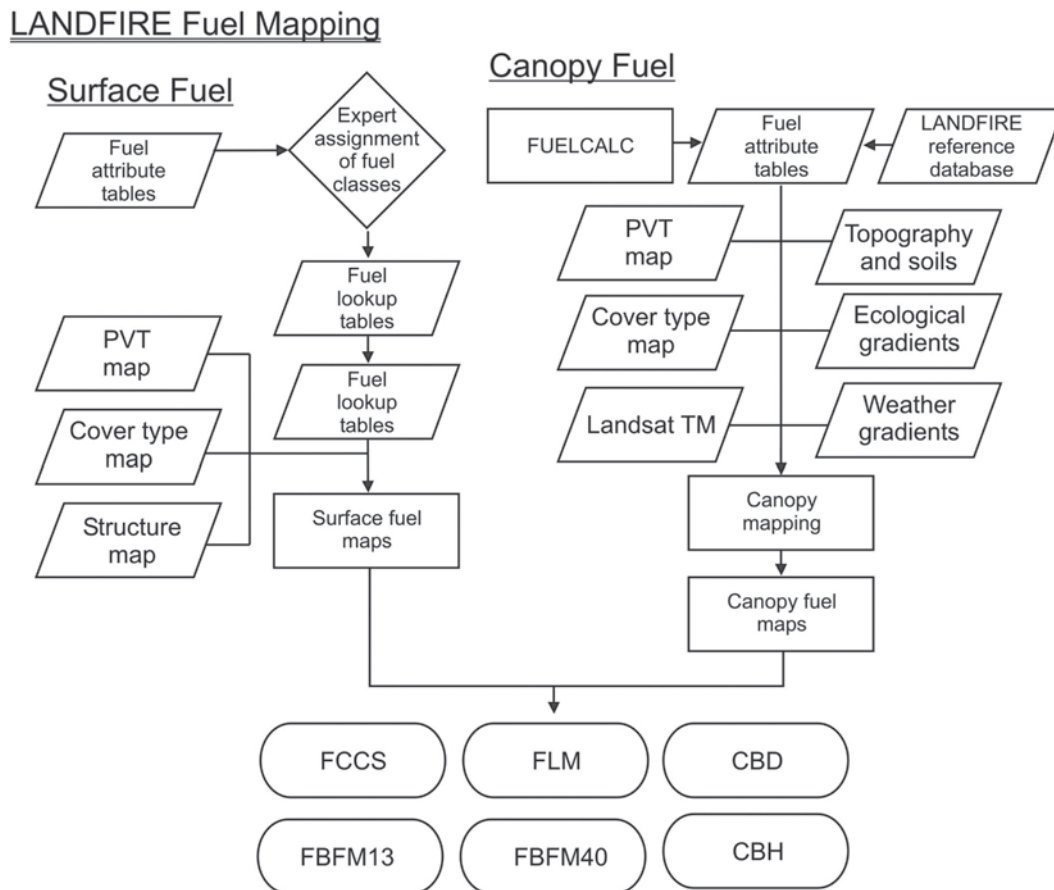 LANDFIRE Fuel Mapping
Surface Fuel
Fuel
attribute
tables
Expert
assignment
of fuel
classes
Fuel
lookup
tables
Fuel
lookup
tables
PVT
map
Cover type
map
Structure
map
Surface fuel
maps
Canopy Fuel
FUELCALC
Fuel
attribute
tables
LANDFIRE
reference
database
PVT
map
Topography
and soils
Cover type
map
Ecological
gradients
Landsat TM
Weather
gradients
Canopy
mapping
Canopy fuel
maps
FCCS
FLM
CBD
FBFM13
FBFM40
CBH